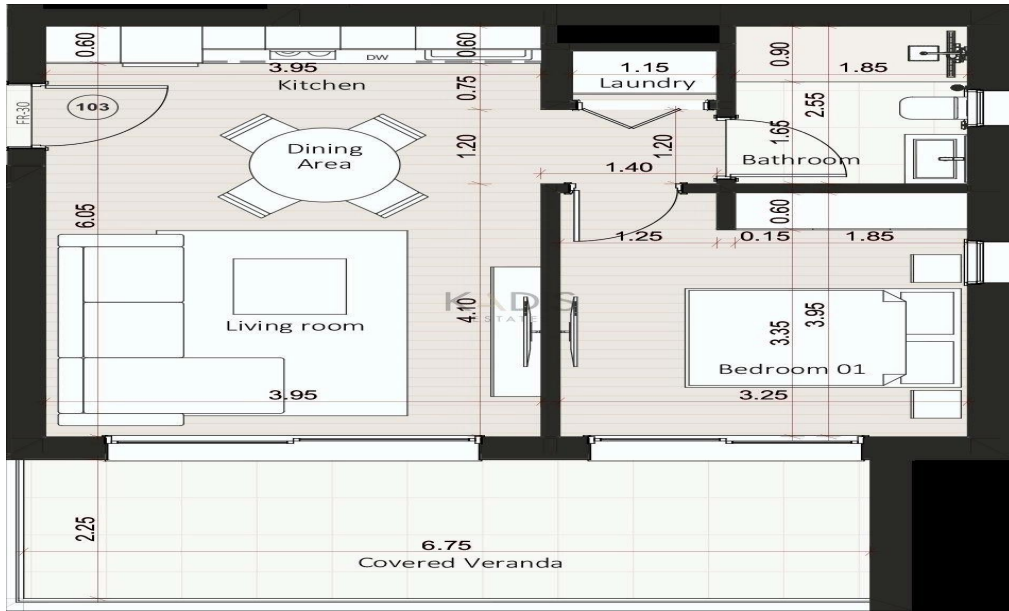 0.60
0.60
DW
3.95
Kitchen
0.75
1.15
Laundry
0.90
1.85
2.55
FR-30
103
Dining
Area
1.20
1.20
1.65
Bathroom
1.40
6.05
0.60
1.25
0.15
1.85
KADIS
ESTATE
4.10
Living room
3.35
3.95
Bedroom 01
3.95
3.25
2.25
6.75
Covered Veranda